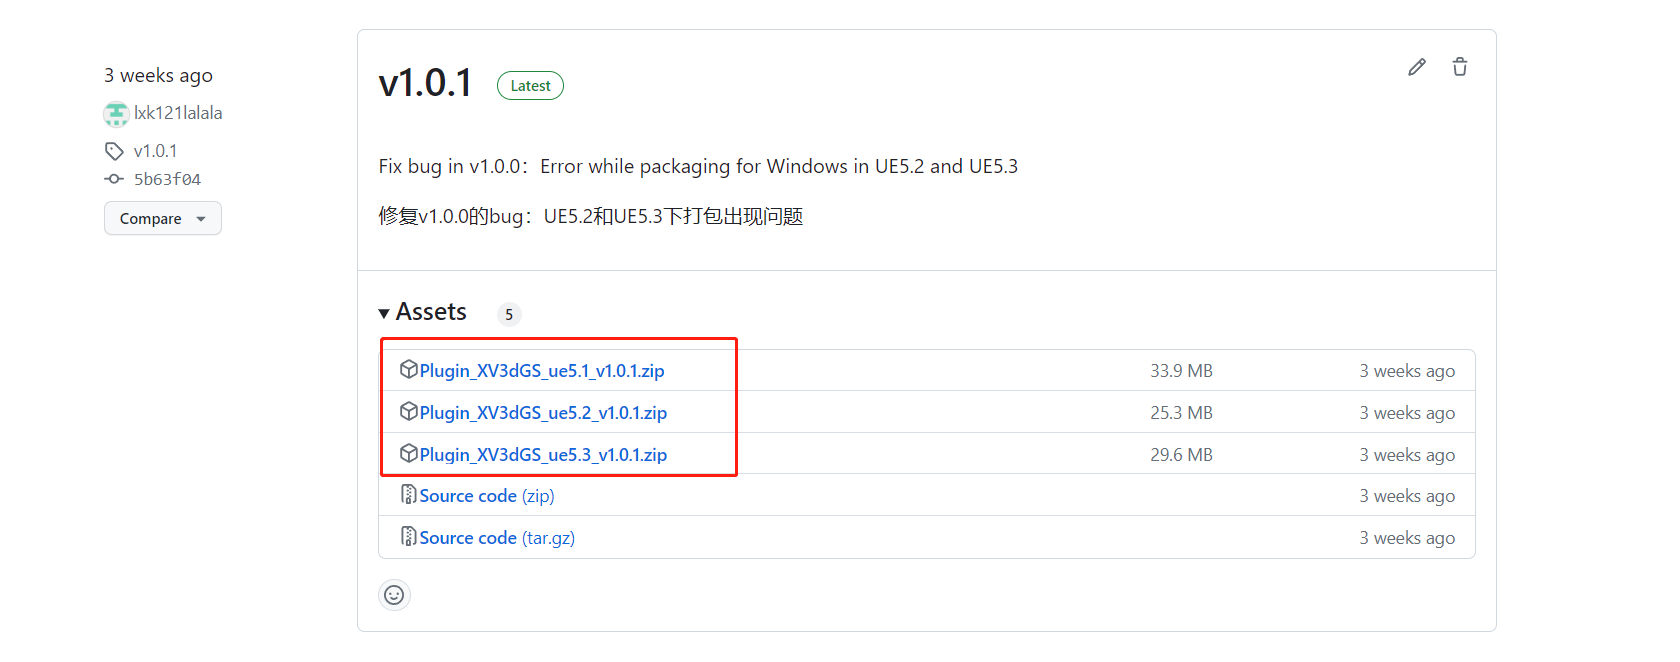 3 weeks ago
lxk121lalala
v1.0.1
5b63f04
Compare
v1.0.1 Latest
Fix bug in v1.0.0：Error while packaging for Windows in UE5.2 and UE5.3
修复v1.0.0的bug：UE5.2和UE5.3下打包出现问题
Assets 5
Plugin_XV3dGS_ue5.1_v1.0.1.zip 33.9 MB 3 weeks ago
Plugin_XV3dGS_ue5.2_v1.0.1.zip 25.3 MB 3 weeks ago
Plugin_XV3dGS_ue5.3_v1.0.1.zip 29.6 MB 3 weeks ago
Source code (zip) 3 weeks ago
Source code (tar.gz) 3 weeks ago